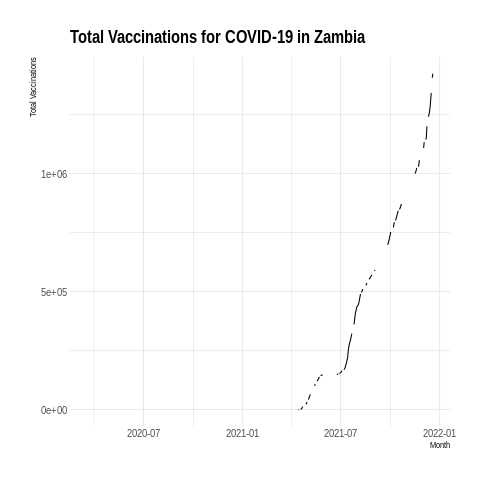 Total Vaccinations for COVID-19 in Zambia
Total Vaccinations
1e+06
5e+05
0e+00
2020-07 2021-01 2021-07 2022-01
Month